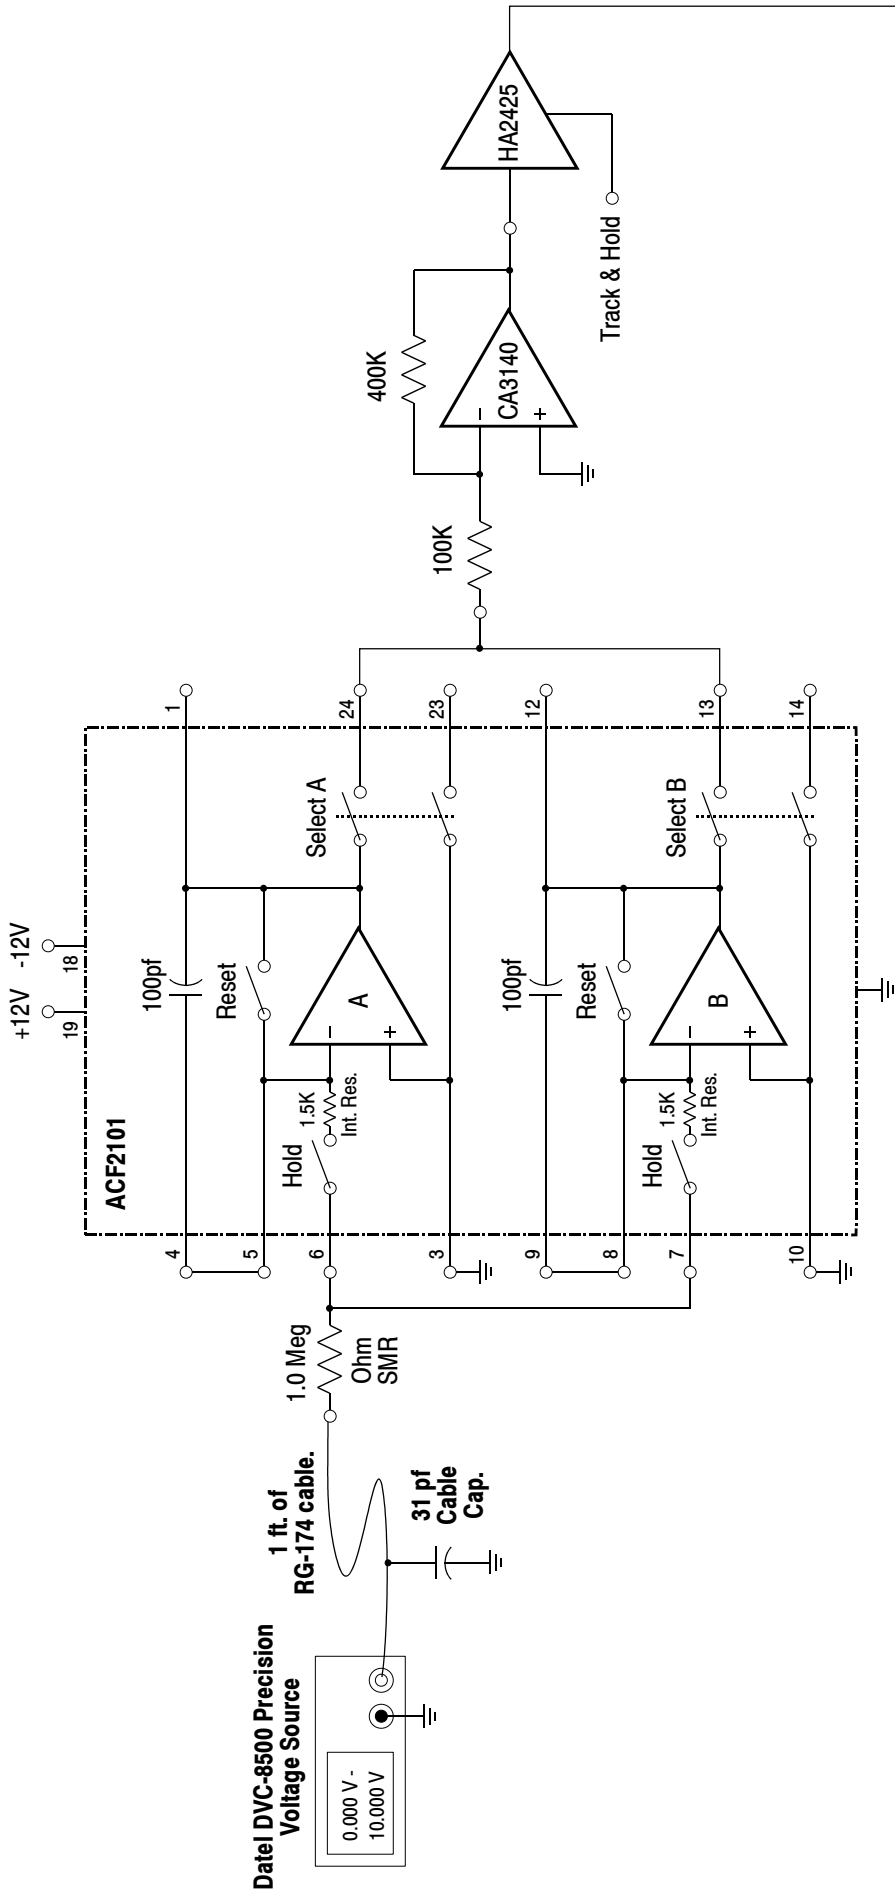 Datel DVC-8500 Precision
Voltage Source
0.000 V -
10.000 V
1 ft. of
RG-174 cable.
31 pf
Cable
Cap.
1.0 Meg
Ohm
SMR
ACF2101
+12V
-12V
19
18
4
5
6
3
9
8
7
10
100pf
Reset
Hold
1.5K
Int. Res.
-
+
A
Select A
100pf
Reset
Hold
1.5K
Int. Res.
-
+
B
Select B
1
24
23
12
13
14
100K
400K
-
+
CA3140
HA2425
Track & Hold